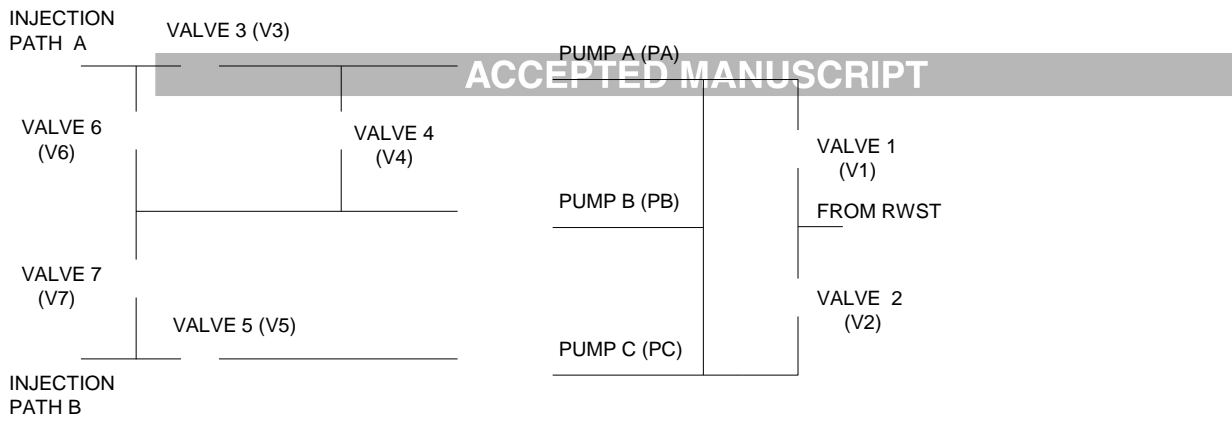 INJECTION
PATH A
VALVE 3 (V3)
PUMP A (PA)
ACCEPTED MANUSCRIPT
VALVE 6
(V6)
VALVE 4
(V4)
VALVE 1
(V1)
PUMP B (PB)
FROM RWST
VALVE 7
(V7)
VALVE 5 (V5)
VALVE 2
(V2)
PUMP C (PC)
INJECTION
PATH B